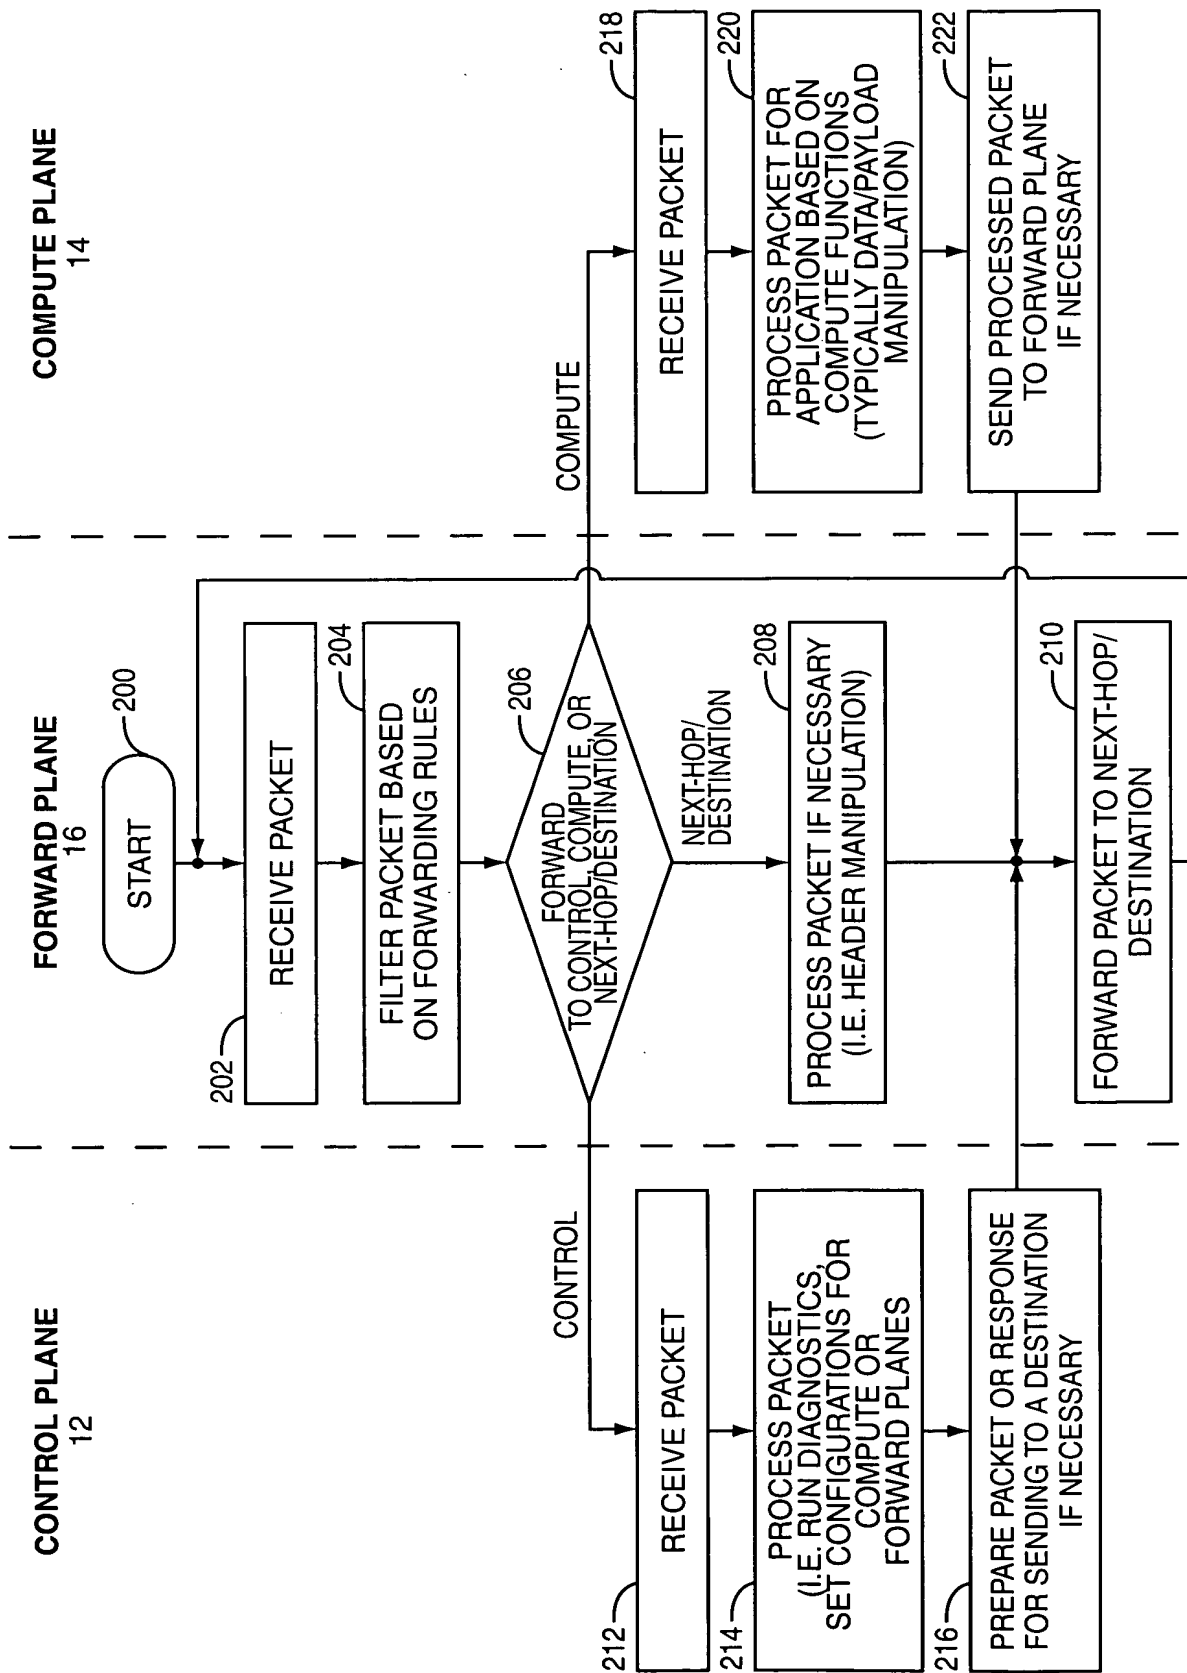 CONTROL PLANE
12
FORWARD PLANE
16
COMPUTE PLANE
14
START
200
RECEIVE PACKET
202
FILTER PACKET BASED
ON FORWARDING RULES
204
FORWARD
TO CONTROL, COMPUTE, OR
NEXT-HOP/DESTINATION
206
CONTROL
COMPUTE
NEXT-HOP/
DESTINATION
PROCESS PACKET IF NECESSARY
(I.E. HEADER MANIPULATION)
208
FORWARD PACKET TO NEXT-HOP/
DESTINATION
210
RECEIVE PACKET
212
PROCESS PACKET
(I.E. RUN DIAGNOSTICS,
SET CONFIGURATIONS FOR
COMPUTE OR
FORWARD PLANES
214
PREPARE PACKET OR RESPONSE
FOR SENDING TO A DESTINATION
IF NECESSARY
216
RECEIVE PACKET
218
PROCESS PACKET FOR
APPLICATION BASED ON
COMPUTE FUNCTIONS
(TYPICALLY DATA/PAYLOAD
MANIPULATION)
220
SEND PROCESSED PACKET
TO FORWARD PLANE
IF NECESSARY
222